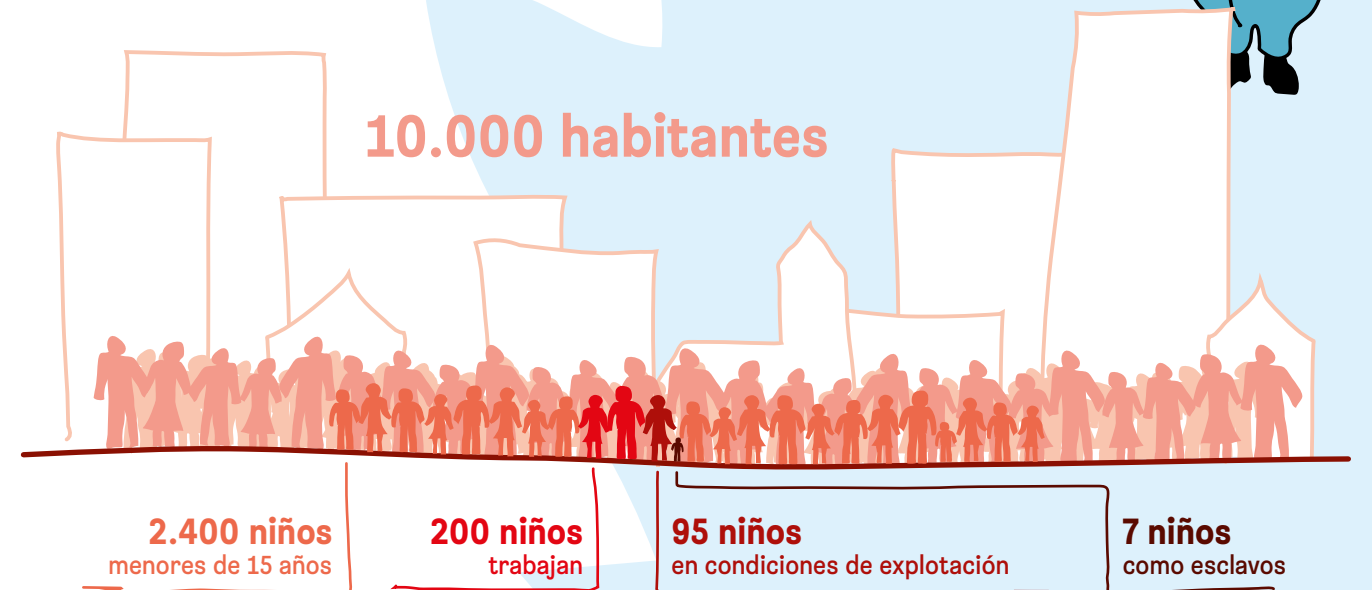 10.000 habitantes
2.400 niños
menores de 15 años
200 niños
trabajan
95 niños
en condiciones de explotación
7 niños
como esclavos